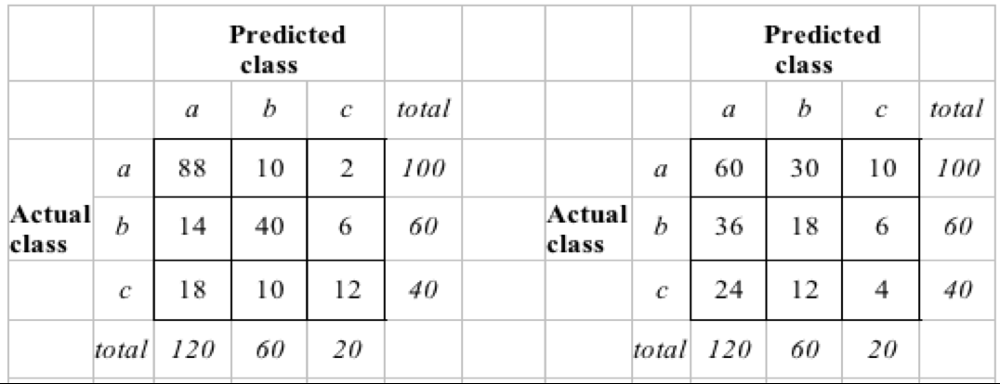 Predicted class Predicted class
a b c total a b c total
a 88 10 2 100 a 60 30 10 100
Actual class b 14 40 6 60 Actual class b 36 18 6 60
c 18 10 12 40 c 24 12 4 40
total 120 60 20 total 120 60 20